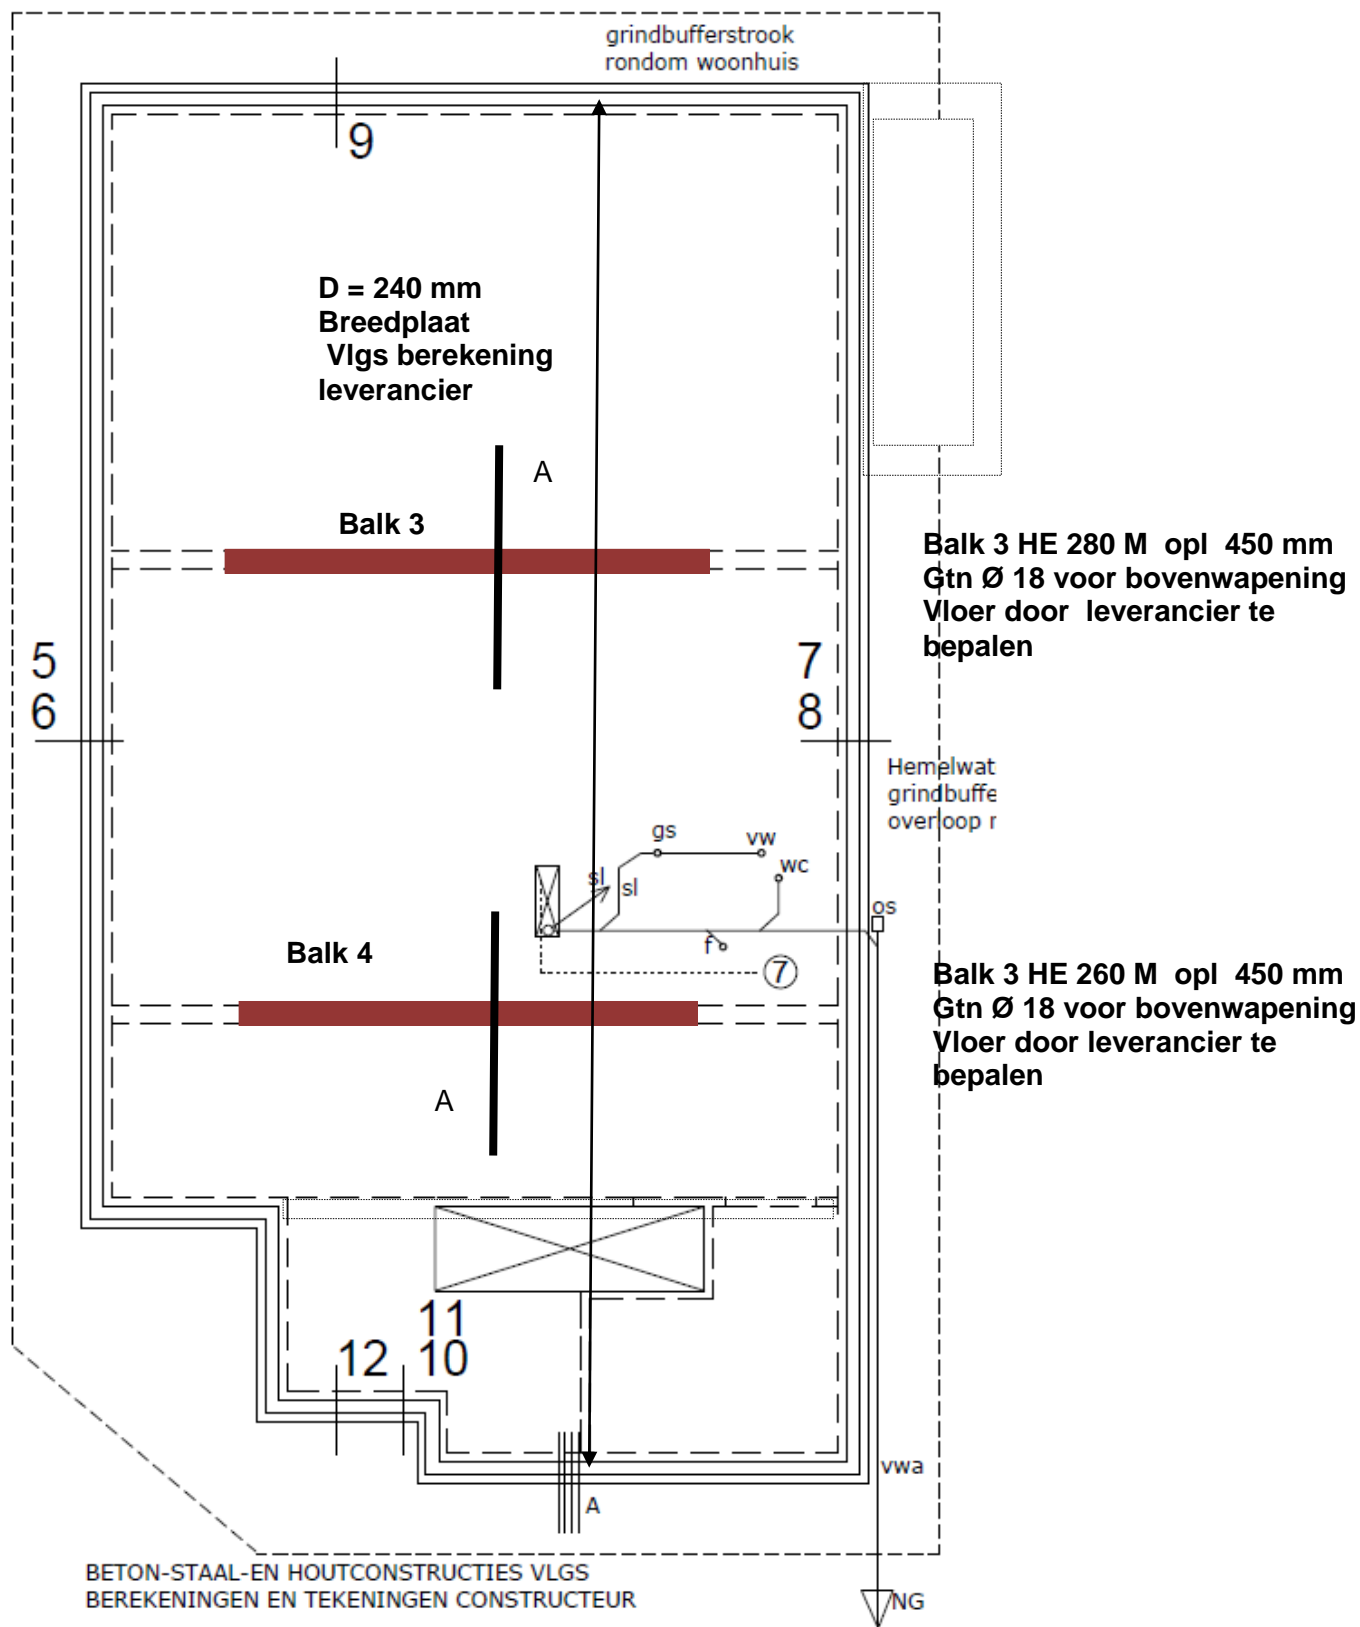 grindbufferstrook
rondom woonhuis
9
D = 240 mm
Breedplaat
Vlgs berekening
leverancier
A
Balk 3
Balk 3 HE 280 M opl 450 mm
Gtn Ø 18 voor bovenwapening
Vloer door leverancier te
bepalen
5
6
7
8
Hemelwat
grindbuffe
overloop r
gs
vw
wc
sl
sl
os
f
7
Balk 4
Balk 3 HE 260 M opl 450 mm
Gtn Ø 18 voor bovenwapening
Vloer door leverancier te
bepalen
A
11
12
10
vwa
A
BETON-STAAL-EN HOUTCONSTRUCTIES VLGS
BEREKENINGEN EN TEKENINGEN CONSTRUCTEUR
NG